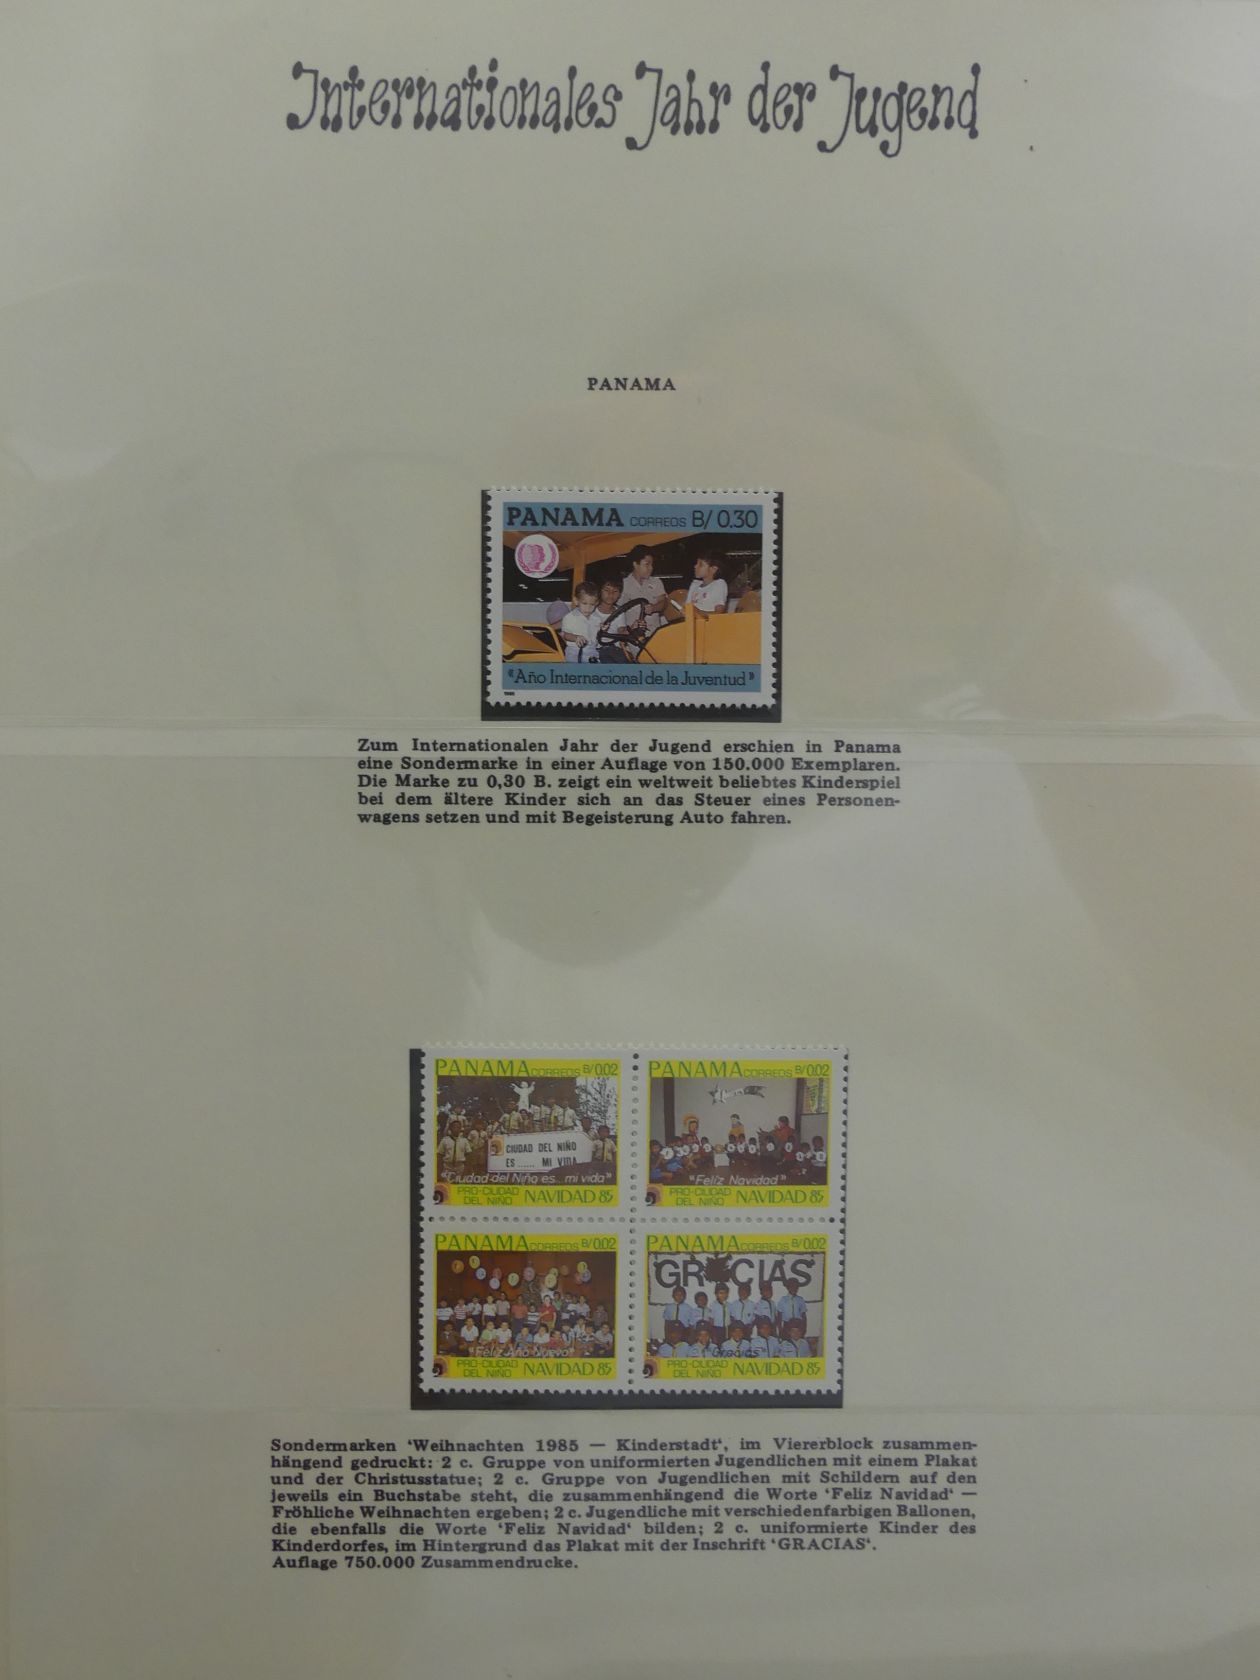 Internationales Jahr der Jugend
PANAMA
PANAMA CORREOS B/ 0.30
"Año Internacional de la Juventud"
Zum Internationalen Jahr der Jugend erschien in Panama
eine Sondermarke in einer Auflage von 150.000 Exemplaren.
Die Marke zu 0,30 B. zeigt ein weltweit beliebtes Kinderspiel
bei dem ältere Kinder sich an das Steuer eines Personen-
wagens setzen und mit Begeisterung Auto fahren.
PANAMA CORREOS B/0.02
CIUDAD DEL NIÑO
ES ...... MI VIDA
"Ciudad del Niño es... mi vida"
PRO-CIUDAD
DEL NIÑO NAVIDAD 85
PANAMA CORREOS B/0.02
"Feliz Navidad"
PRO-CIUDAD
DEL NIÑO NAVIDAD 85
PANAMA CORREOS B/0.02
"Feliz Año Nuevo"
PRO-CIUDAD
DEL NIÑO NAVIDAD 85
PANAMA CORREOS B/0.02
GRACIAS
"Gracias"
PRO-CIUDAD
DEL NIÑO NAVIDAD 85
Sondermarken ‘Weihnachten 1985 — Kinderstadt‘, im Viererblock zusammen-
hängend gedruckt: 2 c. Gruppe von uniformierten Jugendlichen mit einem Plakat
und der Christusstatue; 2 c. Gruppe von Jugendlichen mit Schildern auf den
jeweils ein Buchstabe steht, die zusammenhängend die Worte ‘Feliz Navidad‘ —
Fröhliche Weihnachten ergeben; 2 c. Jugendliche mit verschiedenfarbigen Ballonen,
die ebenfalls die Worte ‘Feliz Navidad‘ bilden; 2 c. uniformierte Kinder des
Kinderdorfes, im Hintergrund das Plakat mit der Inschrift ‘GRACIAS‘.
Auflage 750.000 Zusammendrucke.